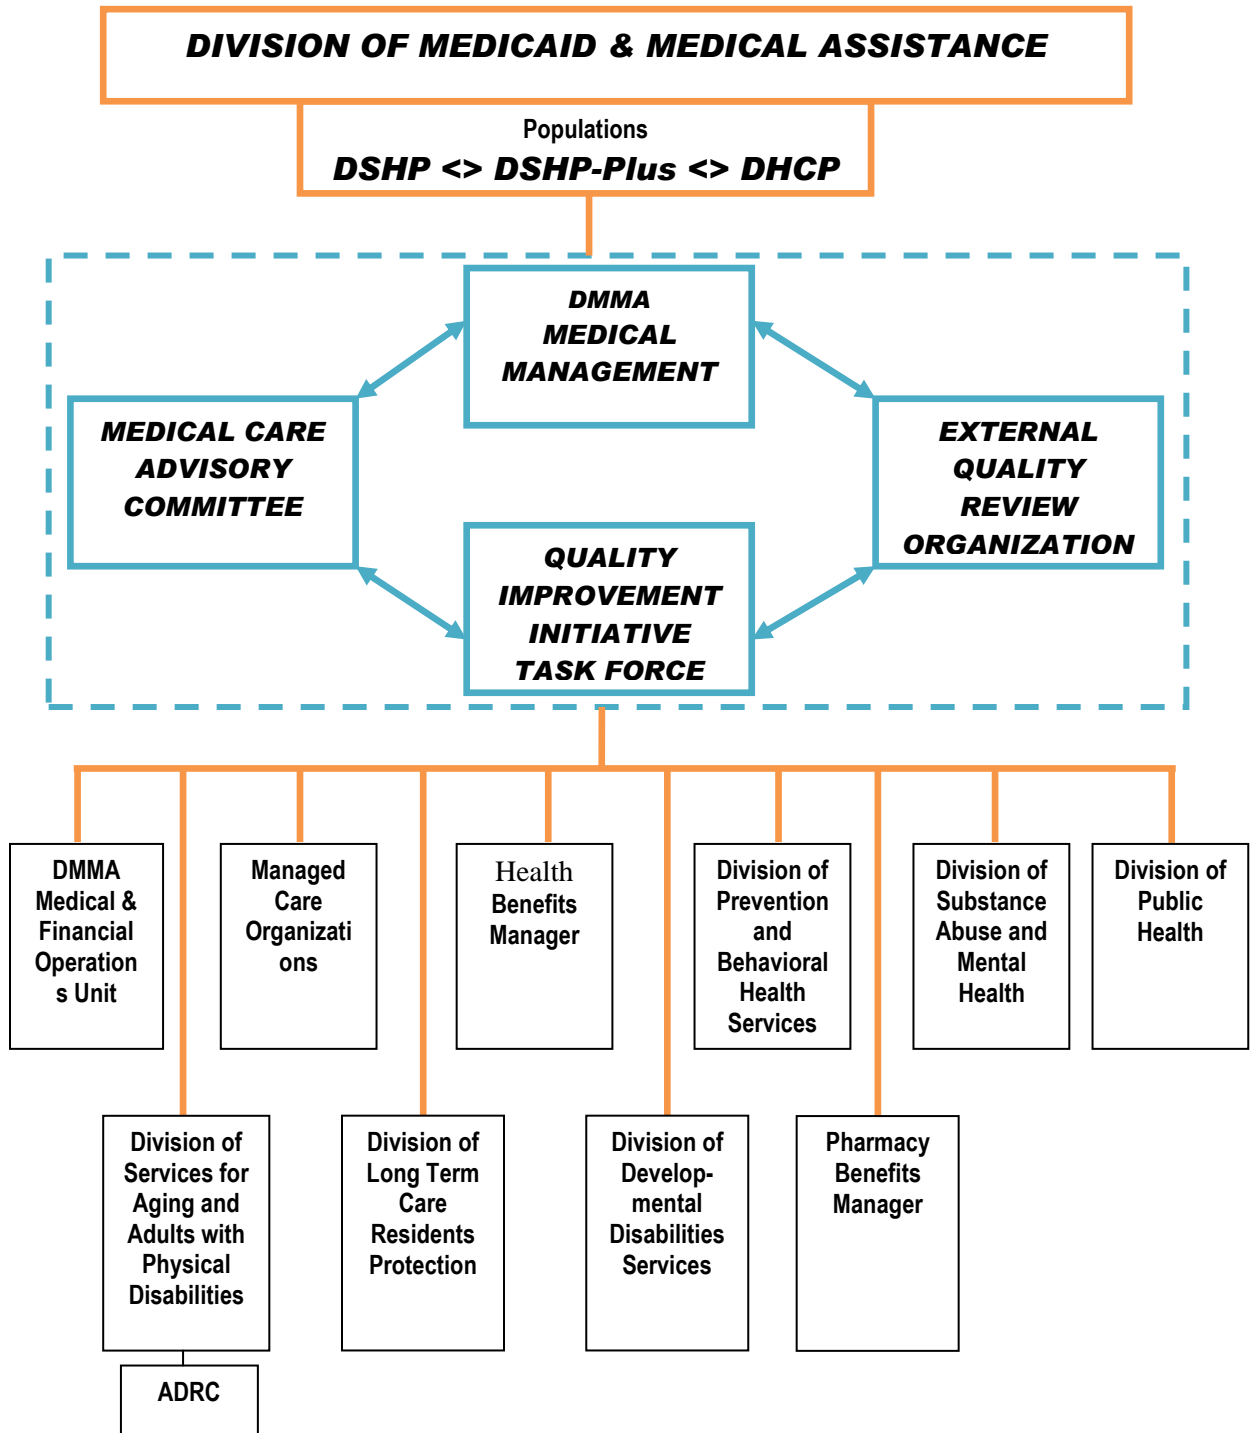 DIVISION OF MEDICAID & MEDICAL ASSISTANCE
Populations
DSHP <> DSHP-Plus <> DHCP
DMMA
MEDICAL
MANAGEMENT
MEDICAL CARE
ADVISORY
COMMITTEE
EXTERNAL
QUALITY
REVIEW
ORGANIZATION
QUALITY
IMPROVEMENT
INITIATIVE
TASK FORCE
DMMA
Medical &
Financial
Operation
s Unit
Managed
Care
Organizati
ons
Health
Benefits
Manager
Division of
Prevention
and
Behavioral
Health
Services
Division of
Substance
Abuse and
Mental
Health
Division of
Public
Health
Division of
Services for
Aging and
Adults with
Physical
Disabilities
Division of
Long Term
Care
Residents
Protection
Division of
Develop-
mental
Disabilities
Services
Pharmacy
Benefits
Manager
ADRC